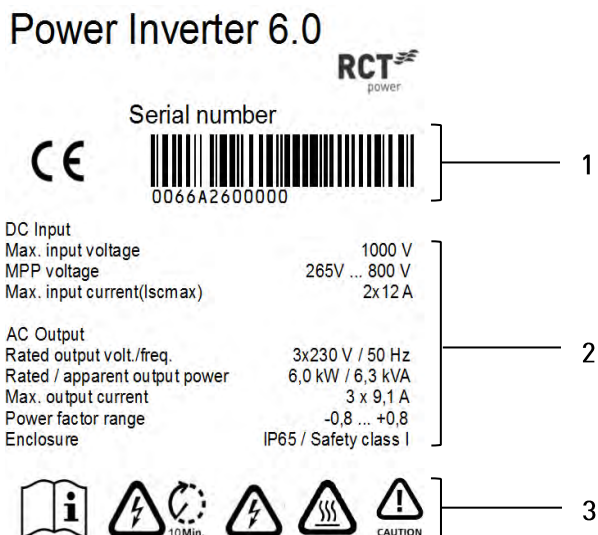 Power Inverter 6.0
RCT
power
Serial number
CE
0066A2600000
1
DC Input
Max. input voltage 1000 V
MPP voltage 265V ... 800 V
Max. input current(Iscmax) 2x12 A
AC Output
Rated output volt./freq. 3x230 V / 50 Hz
Rated / apparent output power 6,0 kW / 6,3 kVA
Max. output current 3 x 9,1 A
Power factor range -0,8 ... +0,8
Enclosure IP65 / Safety class I
2
i
10Min.
!
CAUTION
3